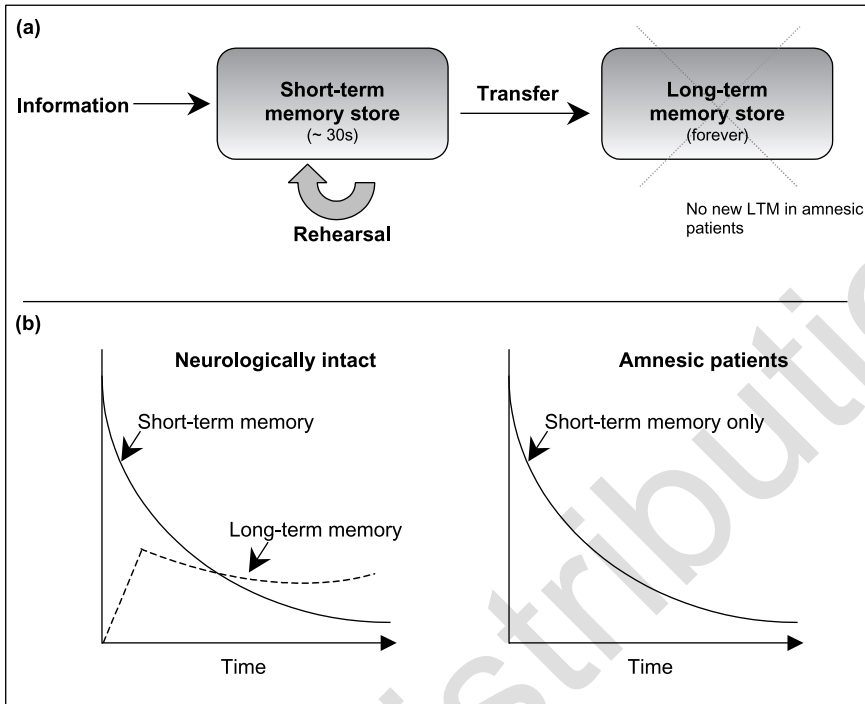 (a)
Information
Short-term
memory store
(~ 30s)
Transfer
Long-term
memory store
(forever)
Rehearsal
No new LTM in amnesic
patients
(b)
Neurologically intact
Short-term memory
Long-term memory
Time
Amnesic patients
Short-term memory only
Time
stributio